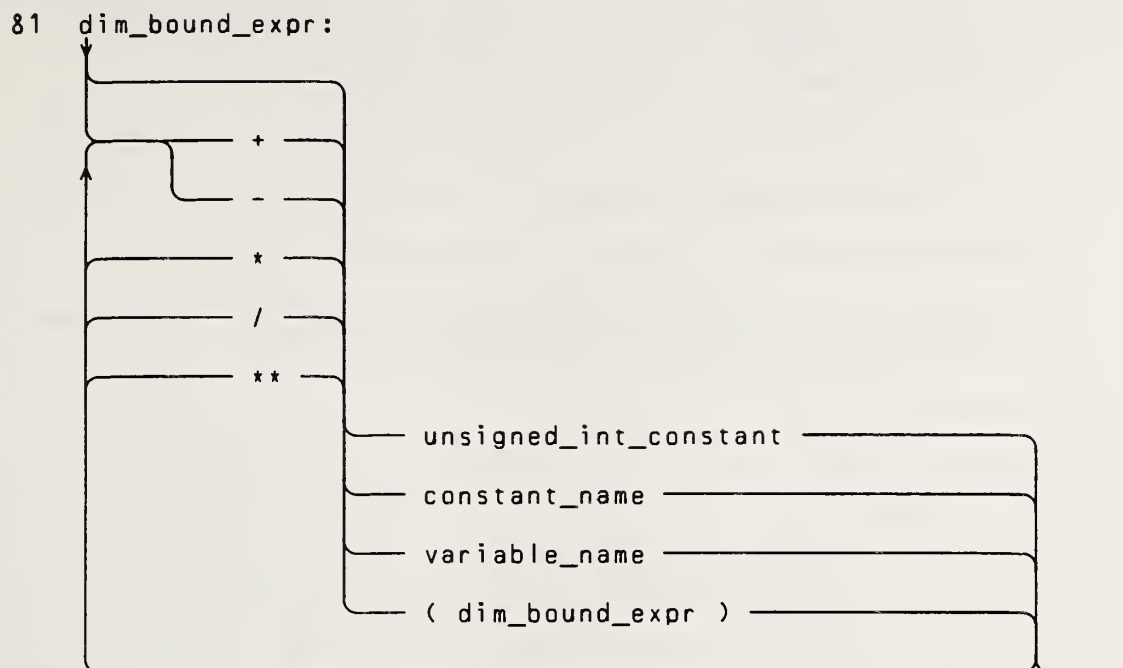 81 dim_bound_expr:
+
-
*
/
**
unsigned_int_constant
constant_name
variable_name
( dim_bound_expr )